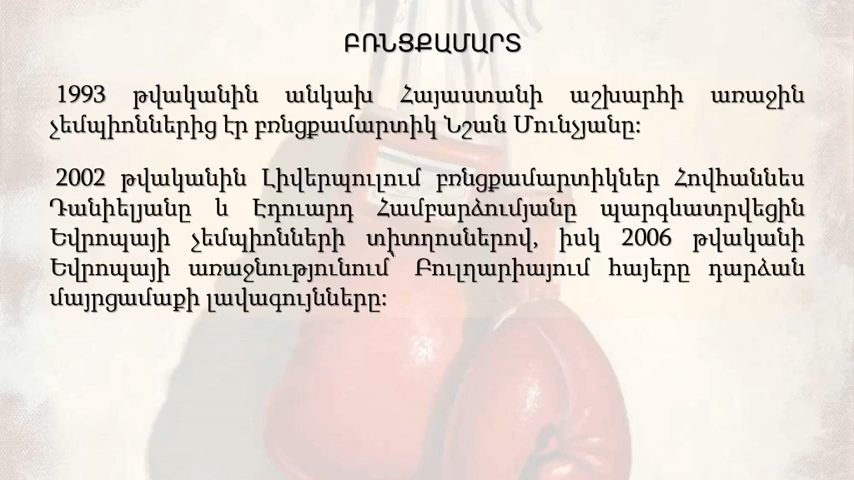 ԲՌՆՑՔԱՄԱՐՏ
1993 թվականին անկախ Հայաստանի աշխարհի առաջին
չեմպիոններից էր բռնցքամարտիկ Նշան Մունչյանը:
2002 թվականին Լիվերպուլում բռնցքամարտիկներ Հովհաննես
Դանիելյանը և Էդուարդ Համբարձումյանը պարգևատրվեցին
Եվրոպայի չեմպիոնների տիտղոսներով, իսկ 2006 թվականի
Եվրոպայի առաջնությունում՝ Բուլղարիայում հայերը դարձան
մայրցամաքի լավագույնները: